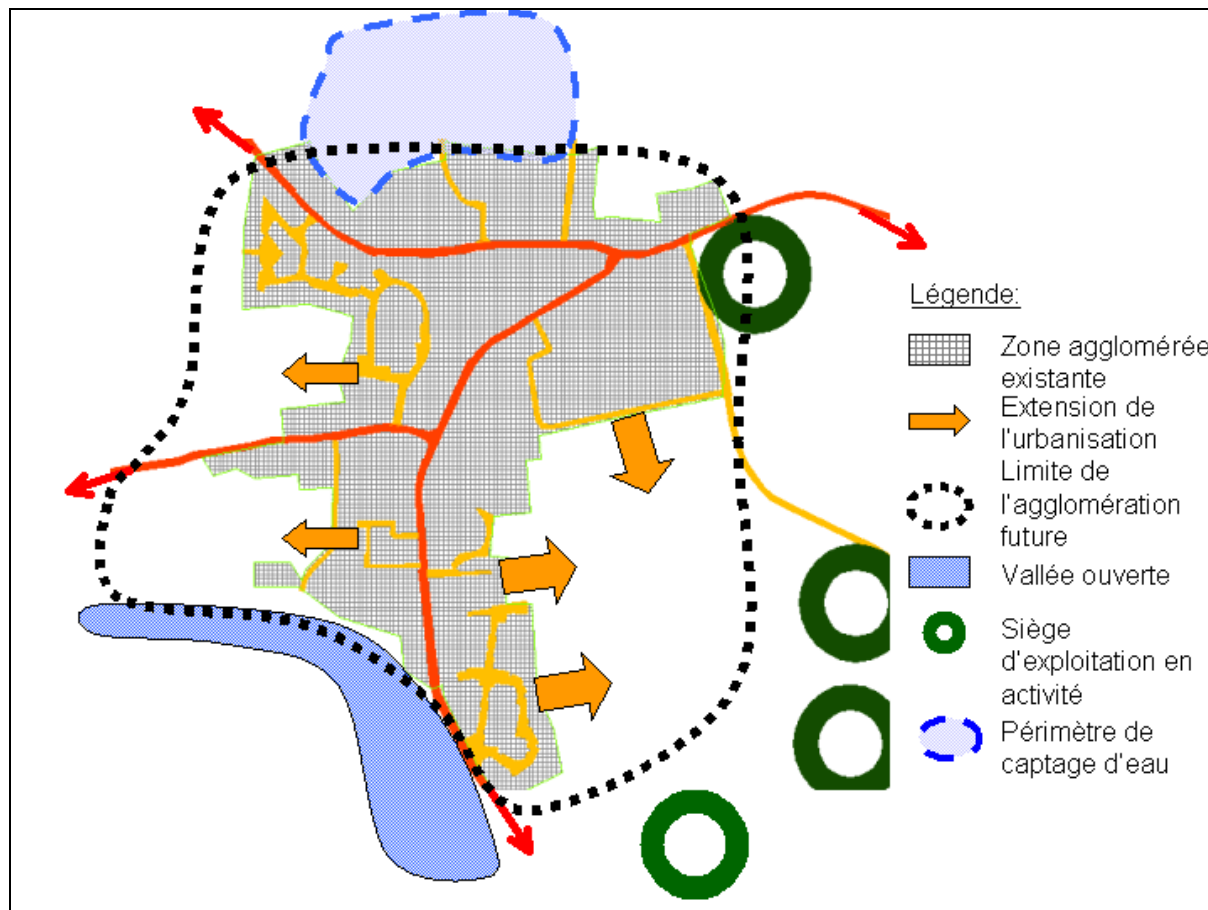 Légende:
Zone agglomérée
existante
Extension de
l'urbanisation
Limite de
l'agglomération
future
Vallée ouverte
Siège
d'exploitation en
activité
Périmètre de
captage d'eau